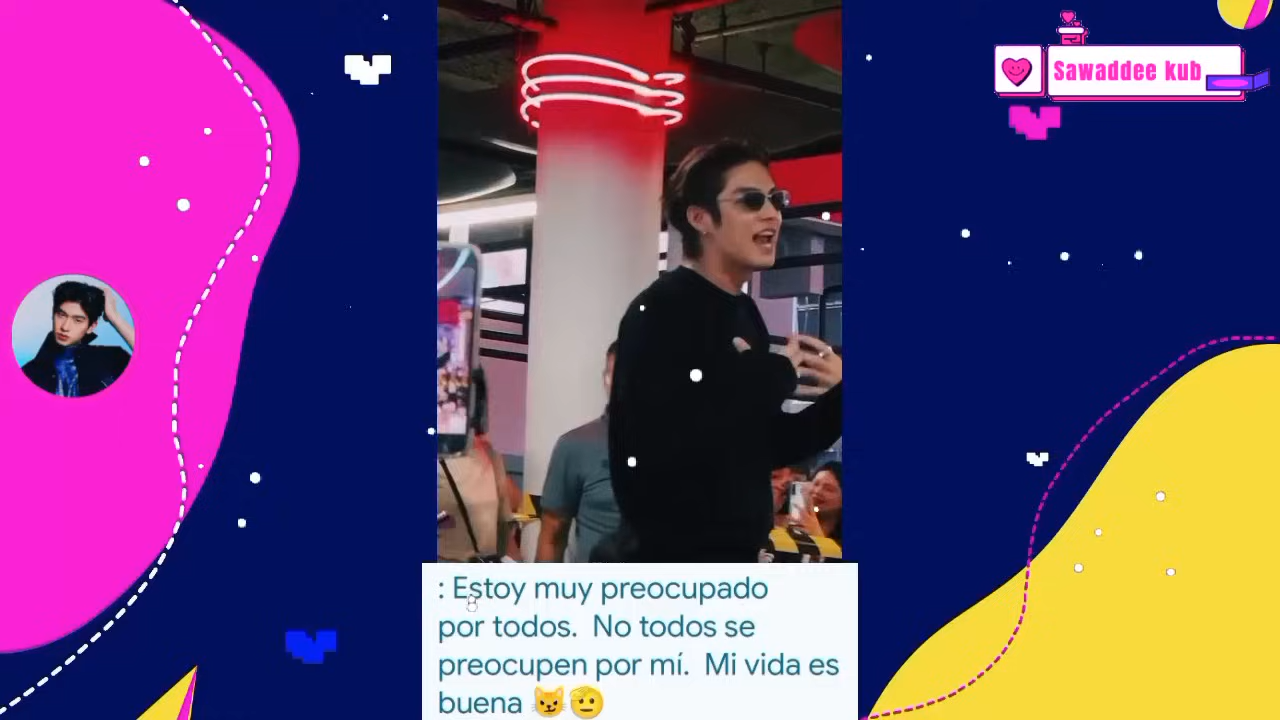 Sawaddee kub
: Estoy muy preocupado
por todos.  No todos se
preocupen por mí.  Mi vida es
buena 😼🫡